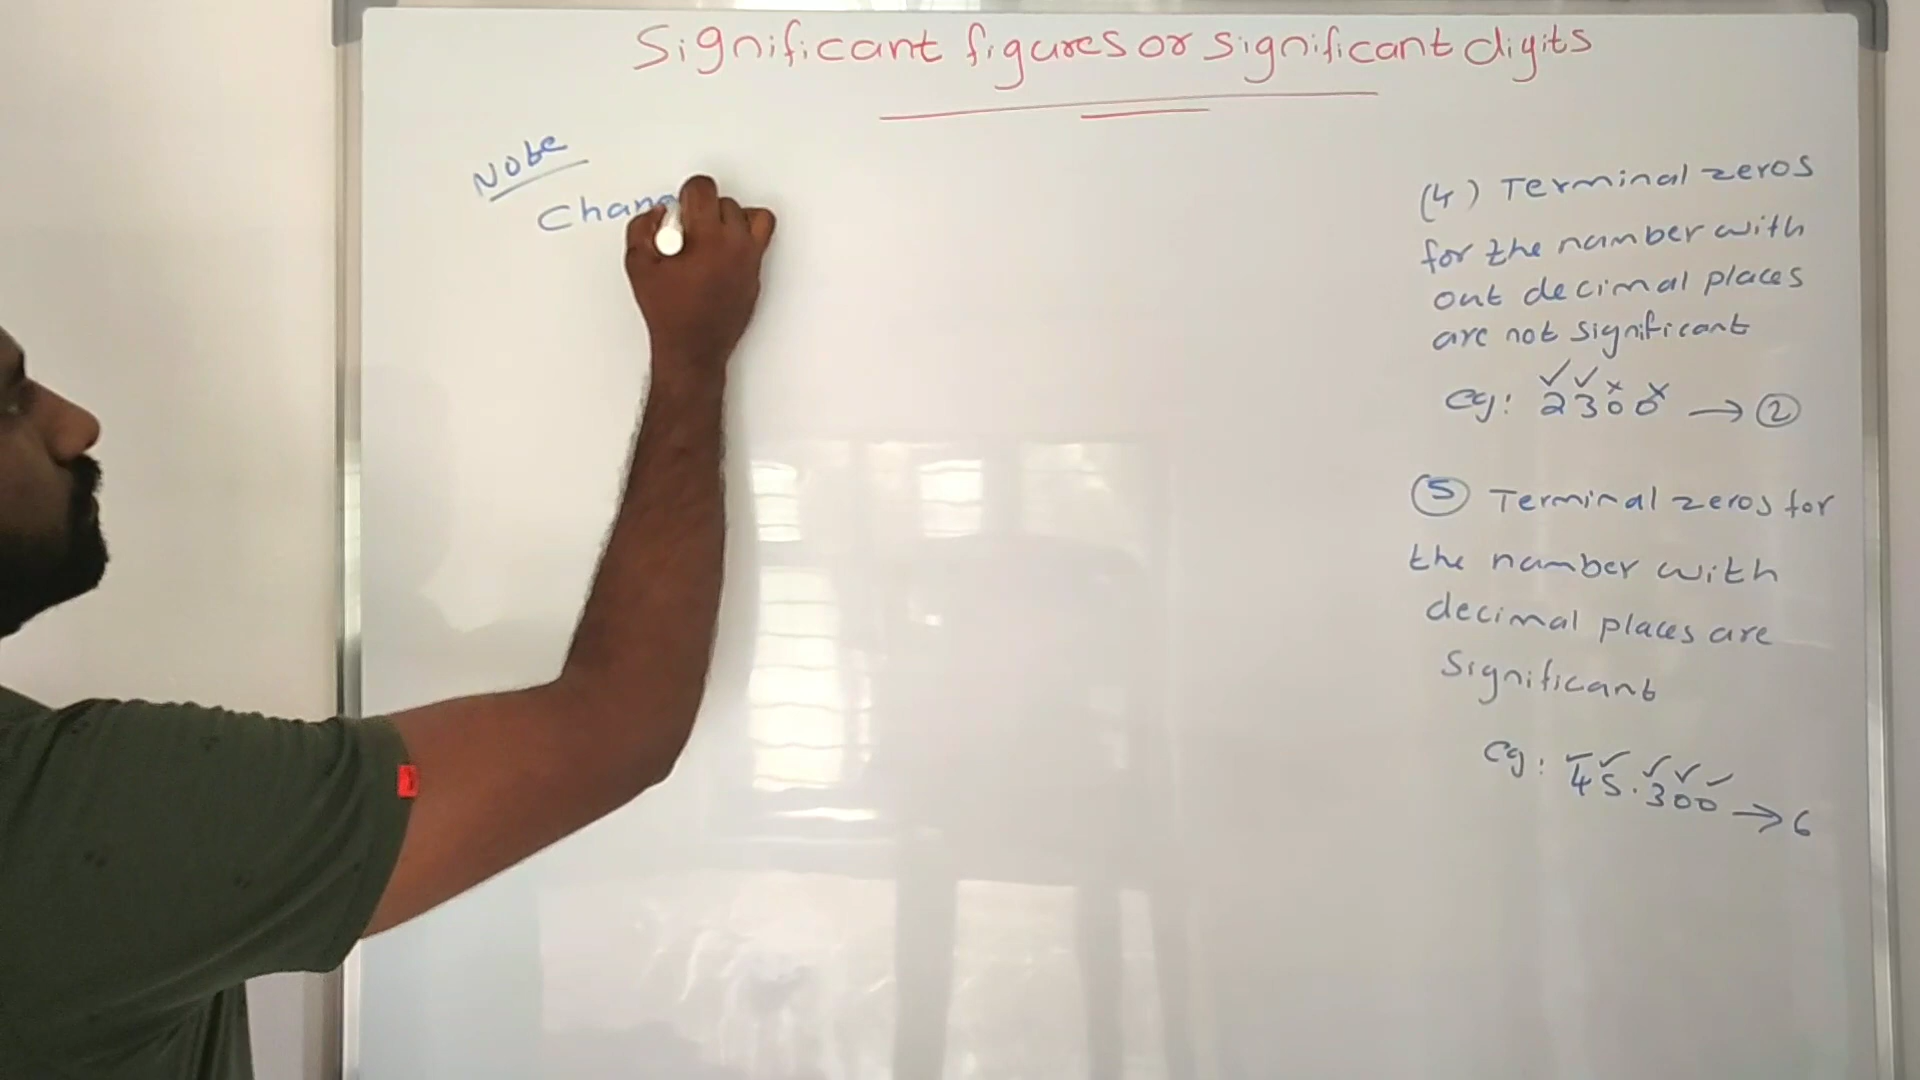 Significant figures or significant digits
Note
Chang
(4) Terminal zeros
for the number with
out decimal places
are not significant
eg: 2300 → 2
5 Terminal zeros for
the number with
decimal places are
Significant
eg: 45.300 → 6